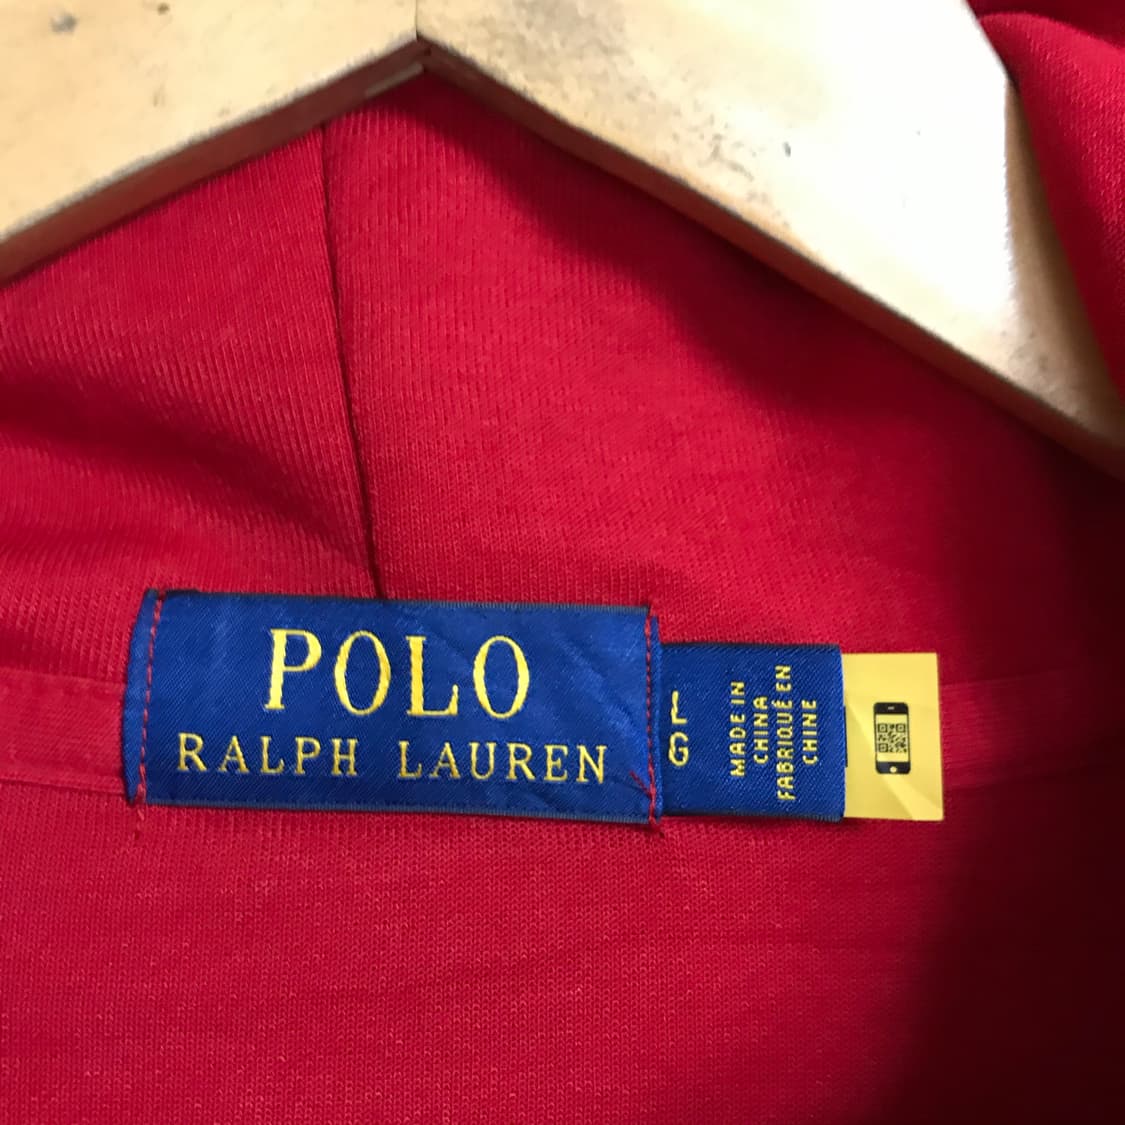 POLO
RALPH LAUREN
L
G
MADE IN
CHINA
FABRIQUÉ EN
CHINE